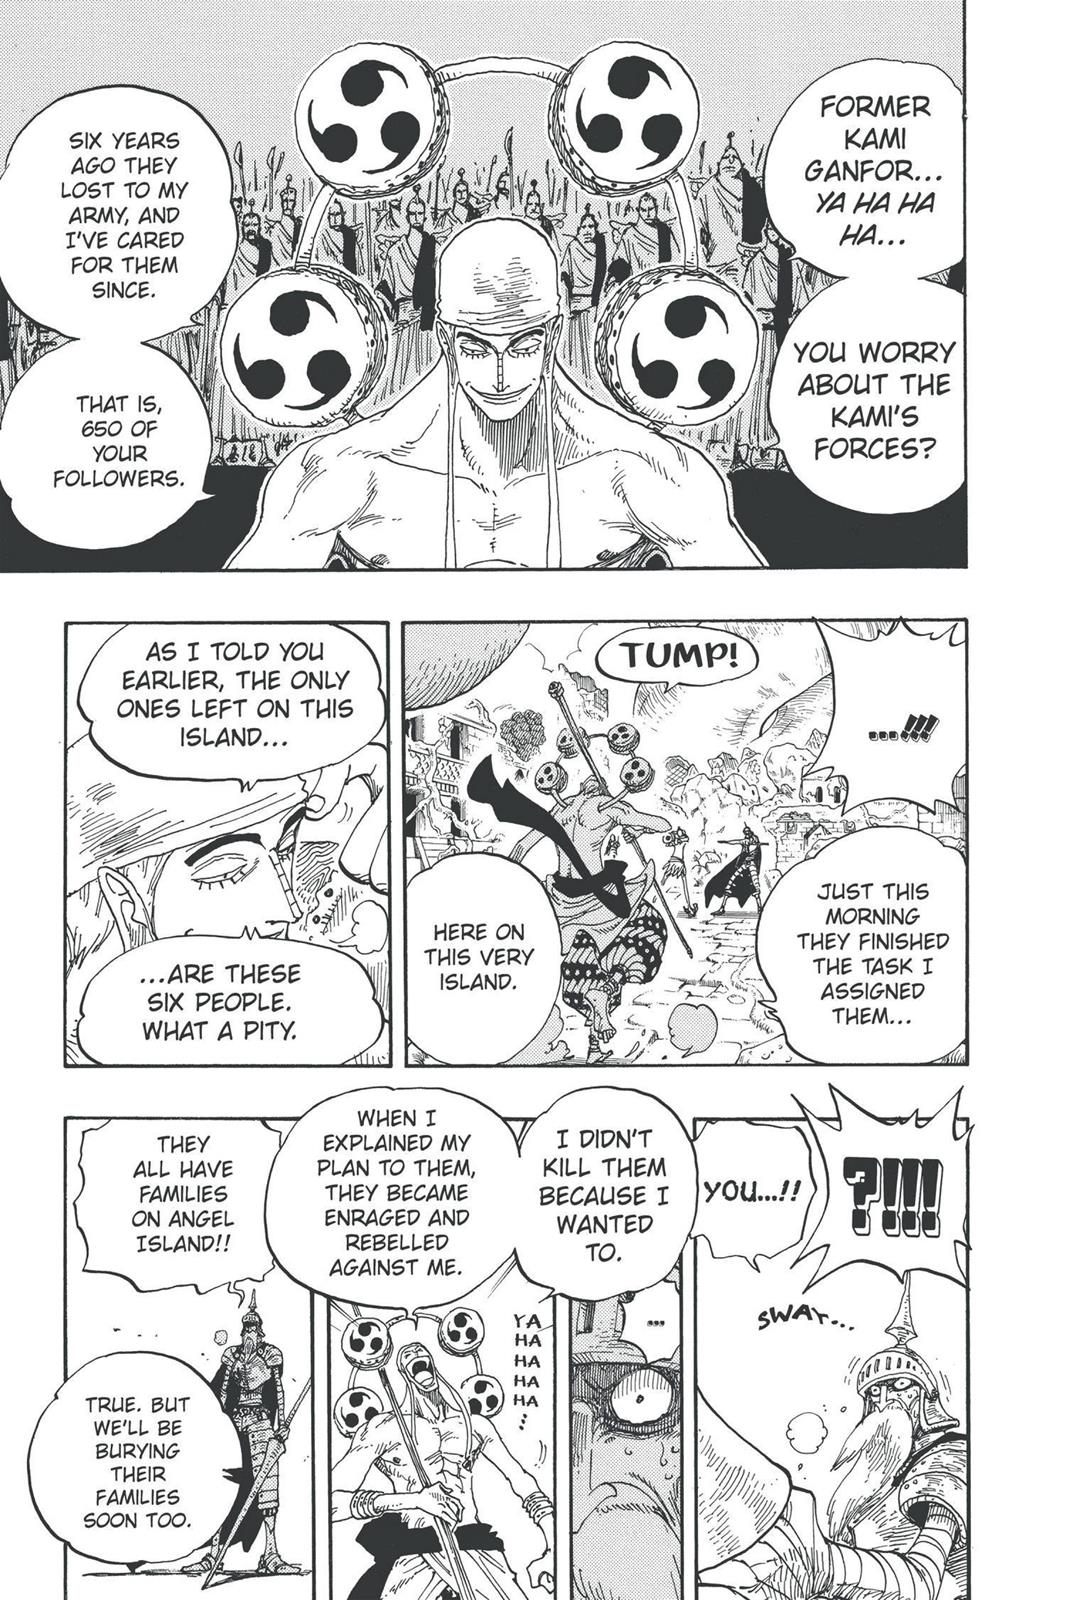 FORMER
KAMI
GANFOR...
YA HA HA
HA...
YOU WORRY
ABOUT THE
KAMI'S
FORCES?
SIX YEARS
AGO THEY
LOST TO MY
ARMY, AND
I'VE CARED
FOR THEM
SINCE.
THAT IS,
650 OF
YOUR
FOLLOWERS.
...!!!
TUMP!
JUST THIS
MORNING
THEY FINISHED
THE TASK I
ASSIGNED
THEM...
HERE ON
THIS VERY
ISLAND.
AS I TOLD YOU
EARLIER, THE ONLY
ONES LEFT ON THIS
ISLAND...
...ARE THESE
SIX PEOPLE.
WHAT A PITY.
?!!!!
YOU...!!
SWAY...
I DIDN'T
KILL THEM
BECAUSE I
WANTED
TO.
...
WHEN I
EXPLAINED MY
PLAN TO THEM,
THEY BECAME
ENRAGED AND
REBELLED
AGAINST ME.
YA
HA
HA
HA
HA
...
THEY
ALL HAVE
FAMILIES
ON ANGEL
ISLAND!!
TRUE. BUT
WE'LL BE
BURYING
THEIR
FAMILIES
SOON TOO.